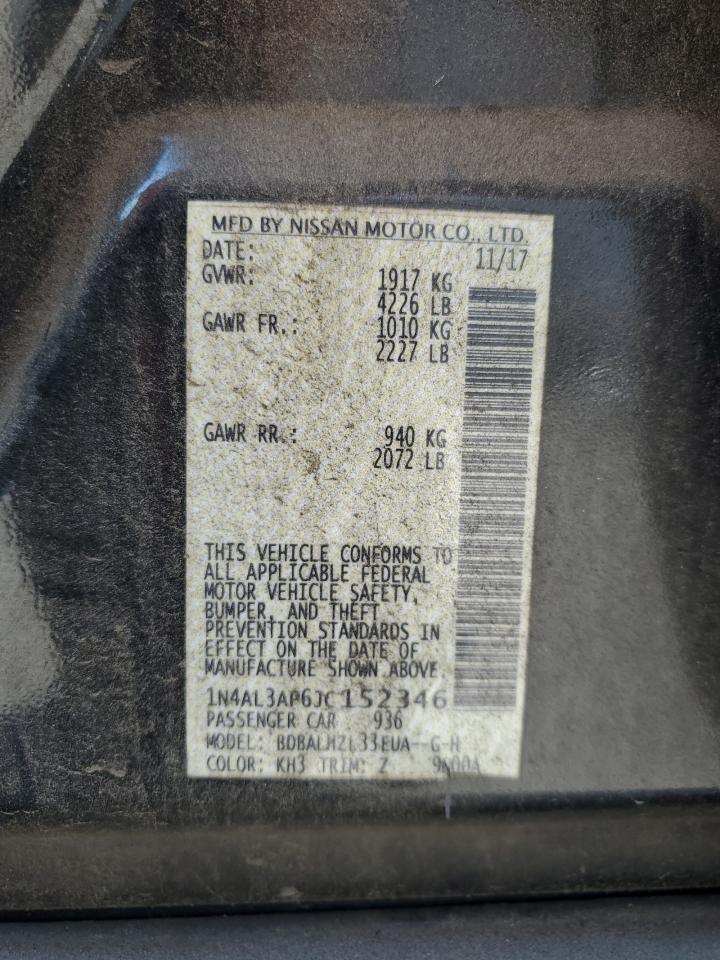 MFD BY NISSAN MOTOR CO., LTD.
DATE: 11/17
GVWR: 1917 KG
4226 LB
GAWR FR.: 1010 KG
2227 LB
GAWR RR.: 940 KG
2072 LB
THIS VEHICLE CONFORMS TO
ALL APPLICABLE FEDERAL
MOTOR VEHICLE SAFETY,
BUMPER, AND THEFT
PREVENTION STANDARDS IN
EFFECT ON THE DATE OF
MANUFACTURE SHOWN ABOVE.
1N4AL3AP6JC152346
PASSENGER CAR 936
MODEL:
COLOR: KH3 TRIM: Z